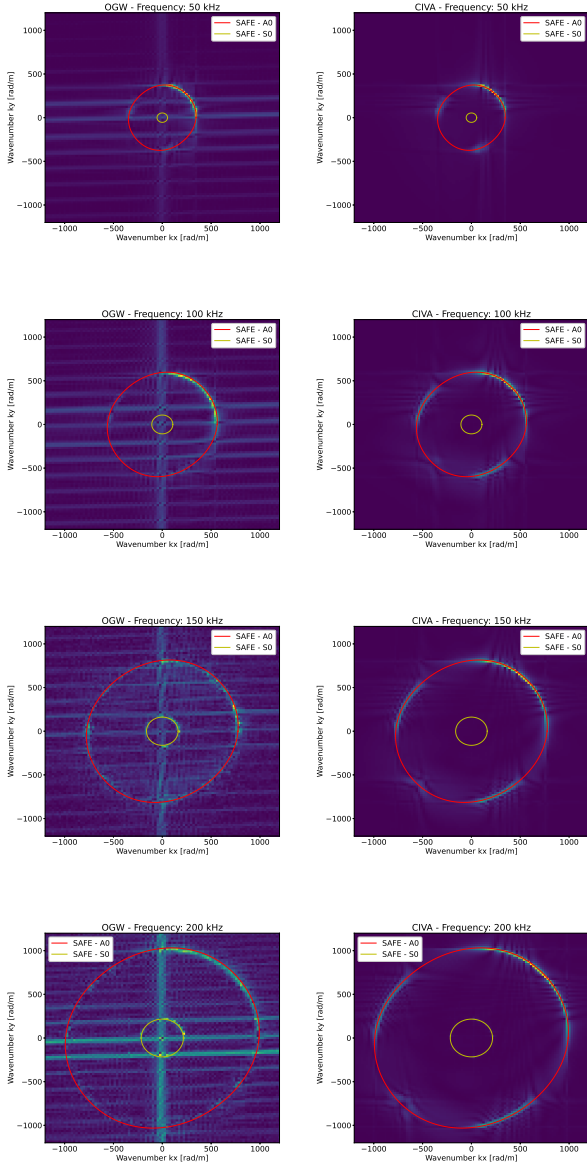 OGW - Frequency: 50 kHz
SAFE - A0
SAFE - S0
1000
500
0
−500
−1000
Wavenumber ky [rad/m]
−1000 −500 0 500 1000
Wavenumber kx [rad/m]
CIVA - Frequency: 50 kHz
SAFE - A0
SAFE - S0
1000
500
0
−500
−1000
Wavenumber ky [rad/m]
−1000 −500 0 500 1000
Wavenumber kx [rad/m]
OGW - Frequency: 100 kHz
SAFE - A0
SAFE - S0
1000
500
0
−500
−1000
Wavenumber ky [rad/m]
−1000 −500 0 500 1000
Wavenumber kx [rad/m]
CIVA - Frequency: 100 kHz
SAFE - A0
SAFE - S0
1000
500
0
−500
−1000
Wavenumber ky [rad/m]
−1000 −500 0 500 1000
Wavenumber kx [rad/m]
OGW - Frequency: 150 kHz
SAFE - A0
SAFE - S0
1000
500
0
−500
−1000
Wavenumber ky [rad/m]
−1000 −500 0 500 1000
Wavenumber kx [rad/m]
CIVA - Frequency: 150 kHz
SAFE - A0
SAFE - S0
1000
500
0
−500
−1000
Wavenumber ky [rad/m]
−1000 −500 0 500 1000
Wavenumber kx [rad/m]
OGW - Frequency: 200 kHz
SAFE - A0
SAFE - S0
1000
500
0
−500
−1000
Wavenumber ky [rad/m]
−1000 −500 0 500 1000
Wavenumber kx [rad/m]
CIVA - Frequency: 200 kHz
SAFE - A0
SAFE - S0
1000
500
0
−500
−1000
Wavenumber ky [rad/m]
−1000 −500 0 500 1000
Wavenumber kx [rad/m]